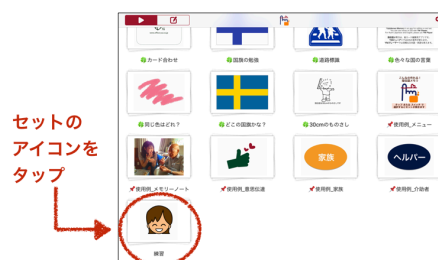 カード合わせ
国旗の勉強
道路標識
色々な国の言葉
セットの
アイコンを
タップ
同じ色はどれ？
どこの国旗かな？
30cmのものさし
使用例_メニュー
家族
ヘルパー
使用例_メモリーノート
使用例_意思伝達
使用例_家族
使用例_介助者
練習